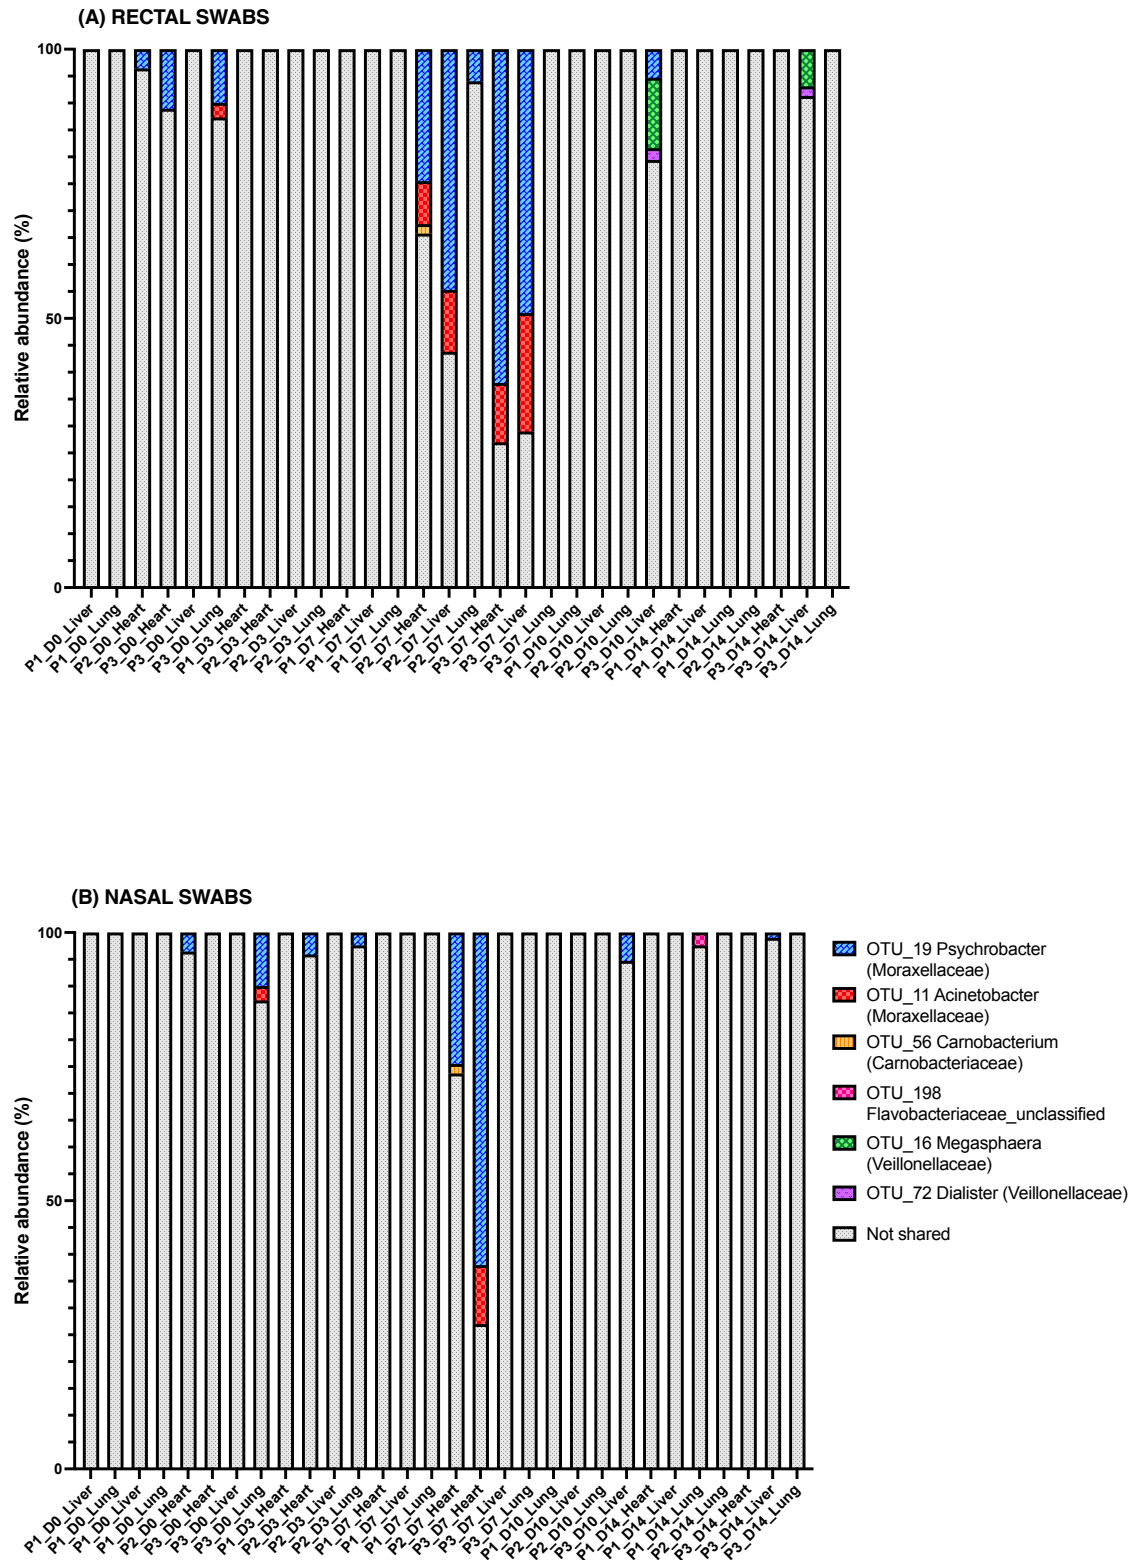 (A) RECTAL SWABS
100
50
0
Relative abundance (%)
P1_D0_Liver
P1_D0_Lung
P2_D0_Heart
P3_D0_Heart
P3_D0_Liver
P3_D0_Lung
P1_D3_Heart
P2_D3_Heart
P2_D3_Liver
P2_D3_Lung
P1_D7_Heart
P1_D7_Liver
P1_D7_Lung
P2_D7_Heart
P2_D7_Liver
P2_D7_Lung
P3_D7_Heart
P3_D7_Liver
P3_D7_Lung
P1_D10_Lung
P2_D10_Liver
P2_D10_Lung
P3_D10_Liver
P1_D14_Heart
P1_D14_Liver
P1_D14_Lung
P2_D14_Lung
P3_D14_Heart
P3_D14_Liver
P3_D14_Lung
(B) NASAL SWABS
100
50
0
Relative abundance (%)
P1_D0_Liver
P1_D0_Lung
P1_D0_Liver
P1_D0_Lung
P2_D0_Heart
P3_D0_Heart
P3_D0_Liver
P3_D0_Lung
P1_D3_Heart
P2_D3_Heart
P2_D3_Liver
P2_D3_Lung
P1_D7_Heart
P1_D7_Liver
P1_D7_Lung
P2_D7_Heart
P3_D7_Heart
P3_D7_Liver
P3_D7_Lung
P1_D10_Lung
P2_D10_Liver
P2_D10_Lung
P3_D10_Liver
P1_D14_Heart
P1_D14_Liver
P1_D14_Lung
P2_D14_Lung
P3_D14_Heart
P3_D14_Liver
P3_D14_Lung
OTU_19 Psychrobacter
(Moraxellaceae)
OTU_11 Acinetobacter
(Moraxellaceae)
OTU_56 Carnobacterium
(Carnobacteriaceae)
OTU_198
Flavobacteriaceae_unclassified
OTU_16 Megasphaera
(Veillonellaceae)
OTU_72 Dialister (Veillonellaceae)
Not shared